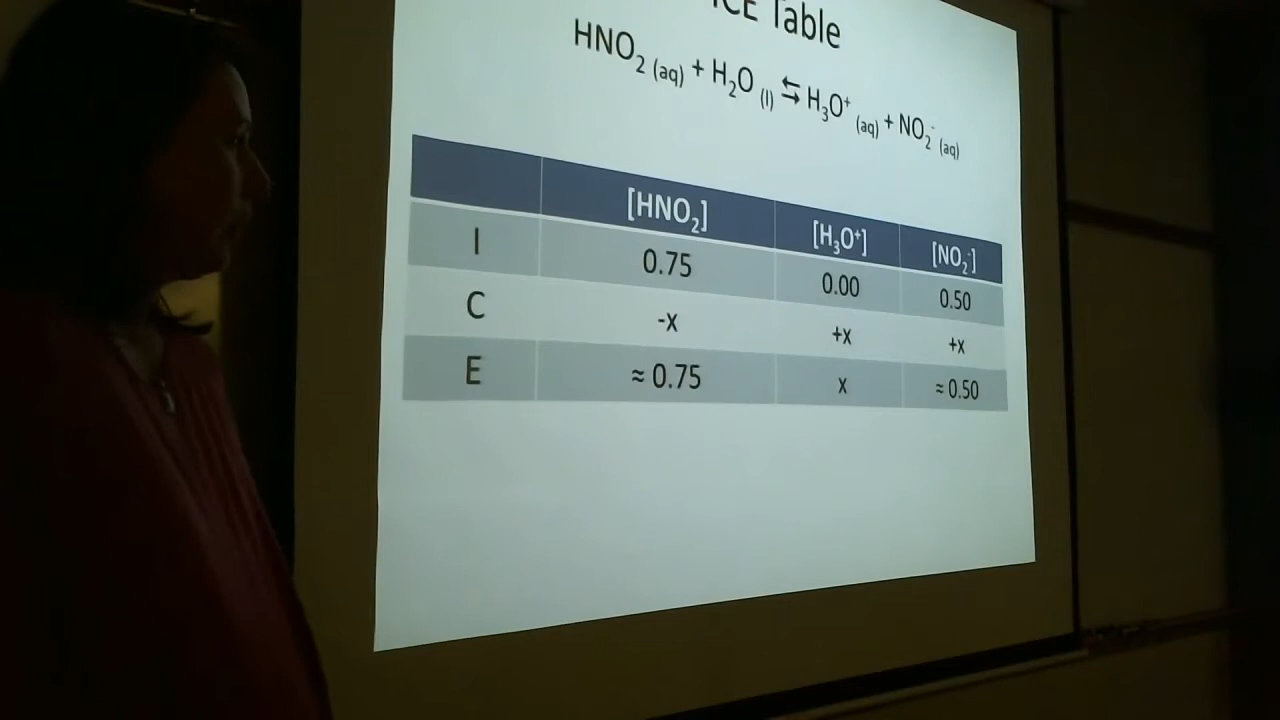 ICE Table
HNO2 (aq) + H2O (l) ⇆ H3O+ (aq) + NO2- (aq)
[HNO2] [H3O+] [NO2-]
I 0.75 0.00 0.50
C -x +x +x
E ≈ 0.75 x ≈ 0.50